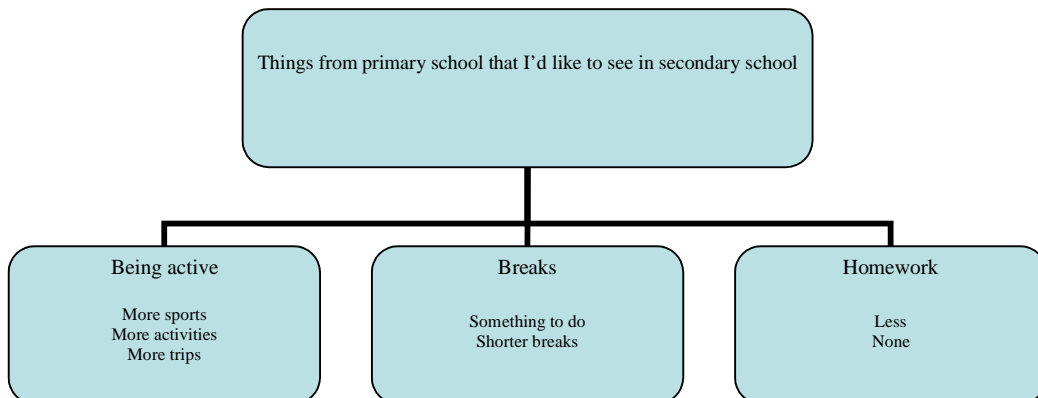 Things from primary school that I’d like to see in secondary school
Being active
More sports
More activities
More trips
Breaks
Something to do
Shorter breaks
Homework
Less
None